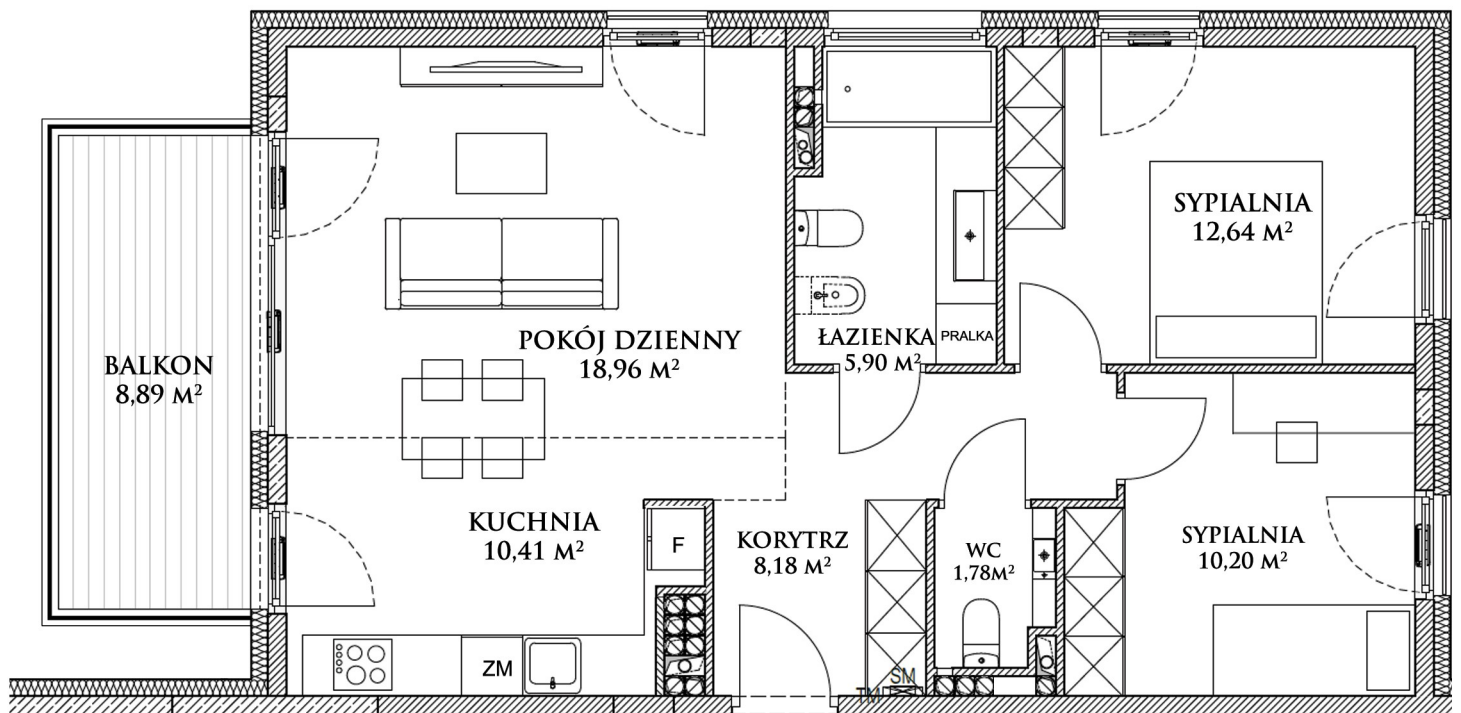 SYPIALNIA
12,64 M²
POKÓJ DZIENNY
18,96 M²
ŁAZIENKA
5,90 M²
PRALKA
BALKON
8,89 M²
KUCHNIA
10,41 M²
F
KORYTRZ
8,18 M²
WC
1,78M²
SYPIALNIA
10,20 M²
ZM
SM
TM